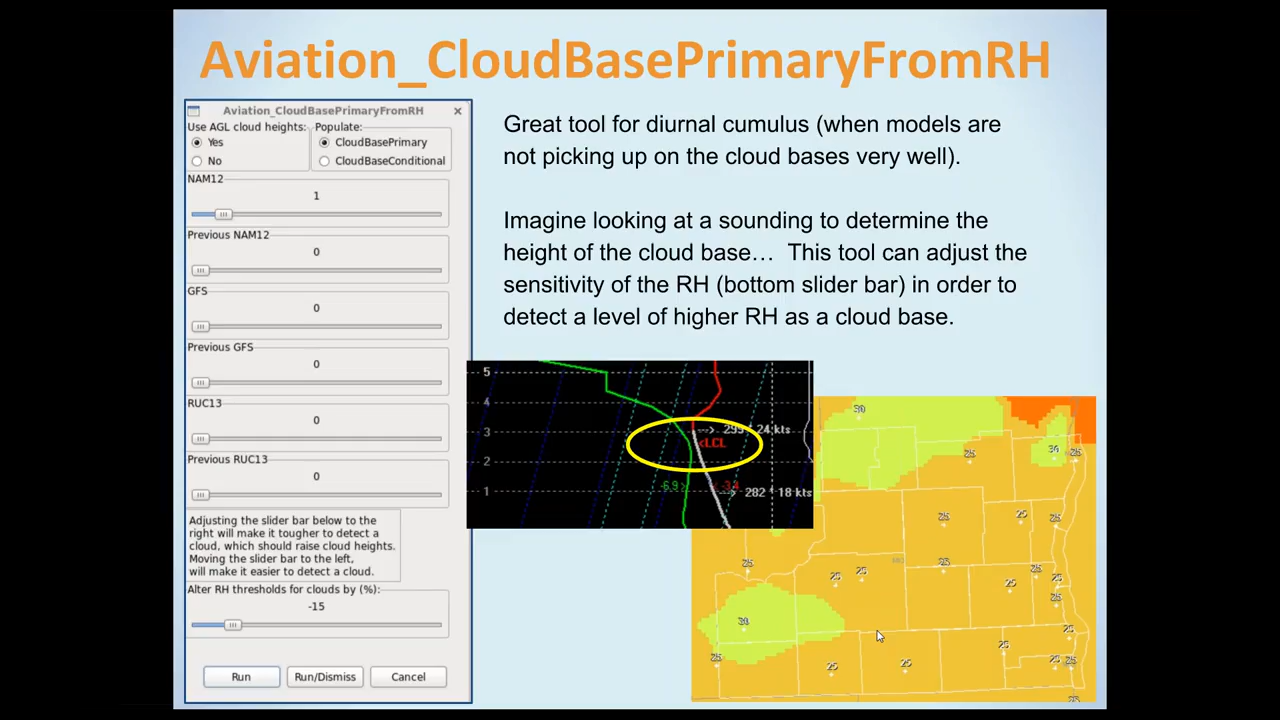 Aviation_CloudBasePrimaryFromRH
Aviation_CloudBasePrimaryFromRH
Use AGL cloud heights:
Yes
No
Populate:
CloudBasePrimary
CloudBaseConditional
NAM12
1
Previous NAM12
0
GFS
0
Previous GFS
0
RUC13
0
Previous RUC13
0
Adjusting the slider bar below to the
right will make it tougher to detect a
cloud, which should raise cloud heights.
Moving the slider bar to the left,
will make it easier to detect a cloud.
Alter RH thresholds for clouds by (%):
-15
Run
Run/Dismiss
Cancel
Great tool for diurnal cumulus (when models are
not picking up on the cloud bases very well).
Imagine looking at a sounding to determine the
height of the cloud base… This tool can adjust the
sensitivity of the RH (bottom slider bar) in order to
detect a level of higher RH as a cloud base.
5
4
3
2
1
24 kts
<LCL
-6.9
-3.4
282 ° 18 kts
30
25
30
25
25
25
25
25
25
25
25
25
25
25
25
25
30
25
25
25
25
25
25
25
25